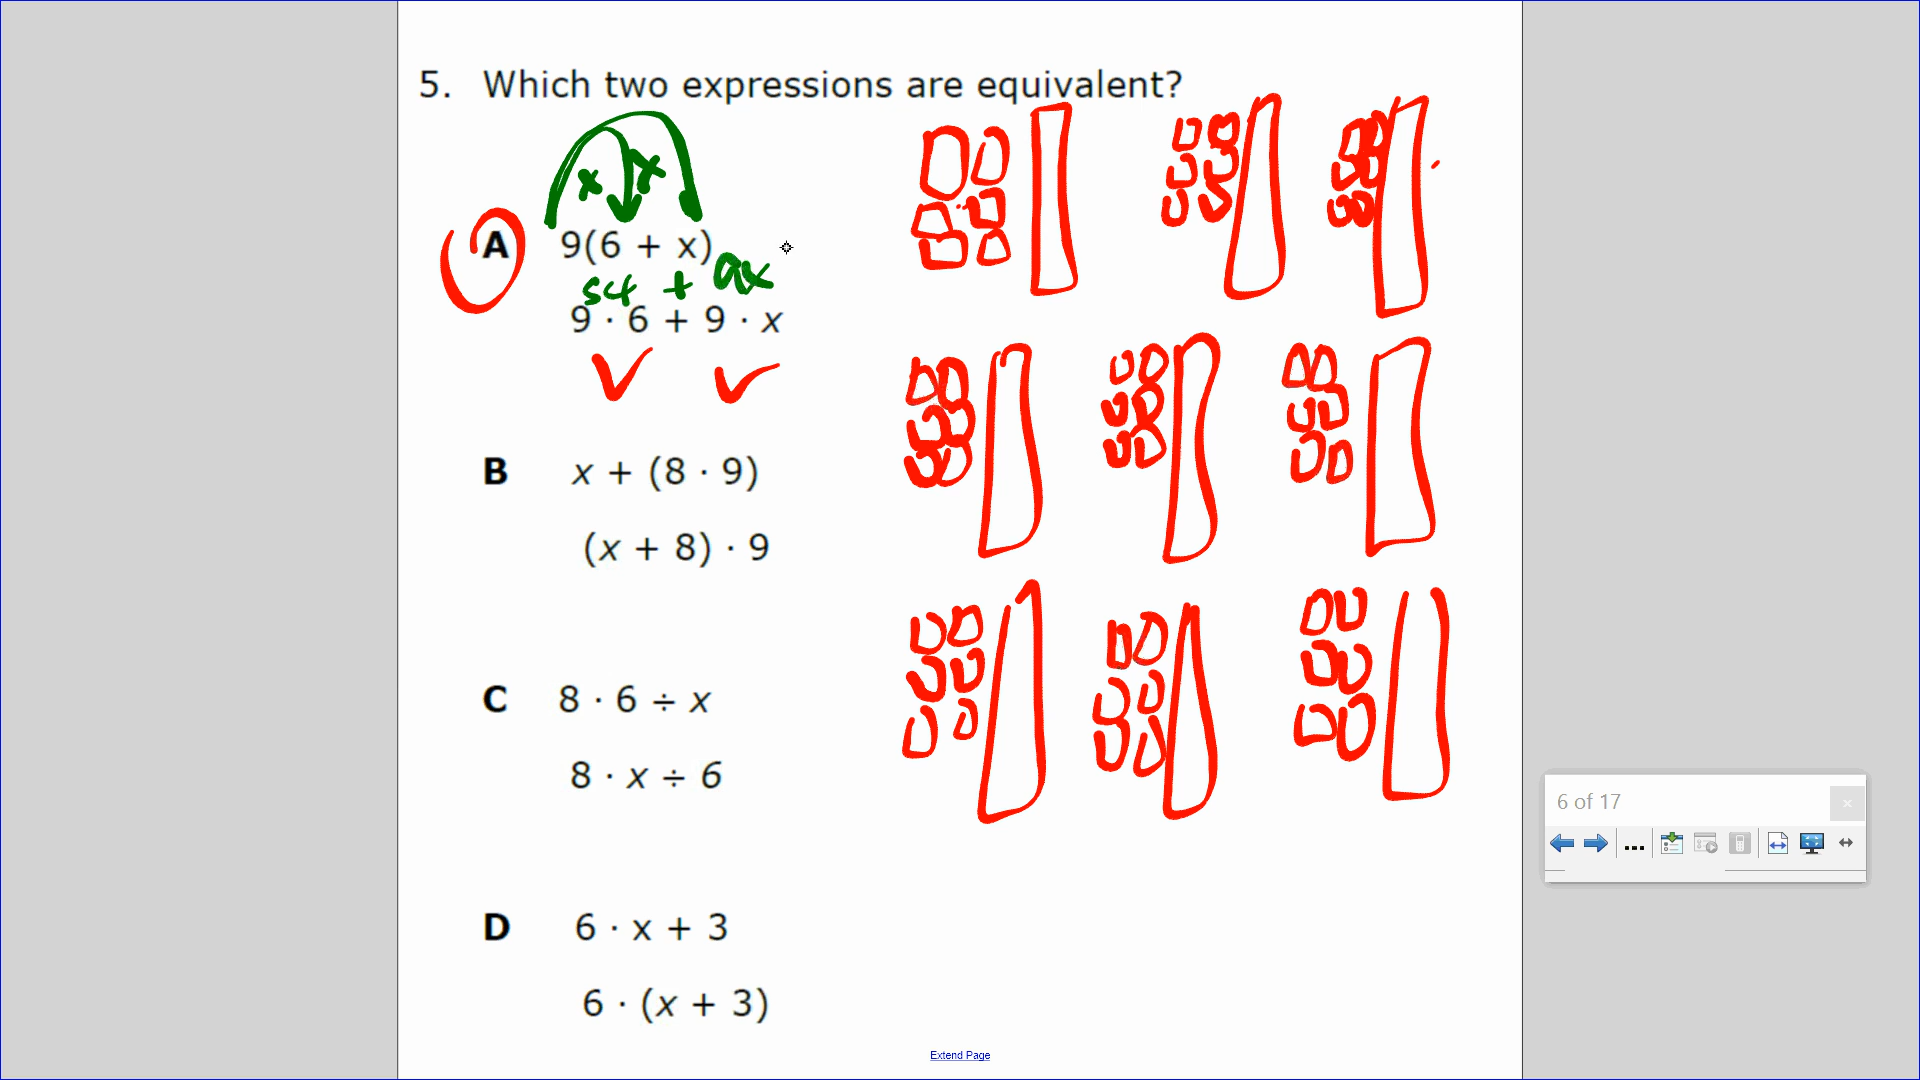 5. Which two expressions are equivalent?
x x
A 9(6 + x)
54 + 9x
9 · 6 + 9 · x
B x + (8 · 9)
(x + 8) · 9
C 8 · 6 ÷ x
8 · x ÷ 6
D 6 · x + 3
6 · (x + 3)
Extend Page
6 of 17